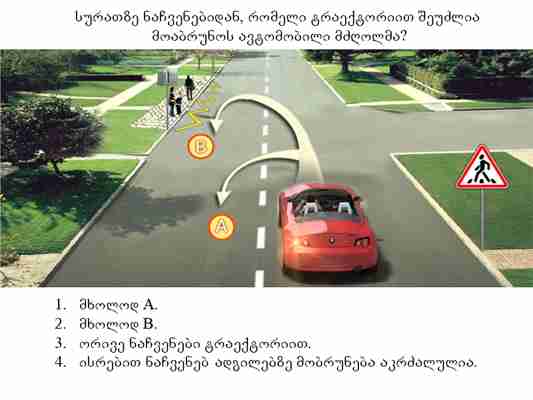 სურათზე ნაჩვენებიდან, რომელი ტრაექტორიით შეუძლია
მოაბრუნოს ავტომობილი მძღოლმა?
B
A
1. მხოლოდ A.
2. მხოლოდ B.
3. ორივე ნაჩვენები ტრაექტორიით.
4. ისრებით ნაჩვენებ ადგილებზე მობრუნება აკრძალულია.